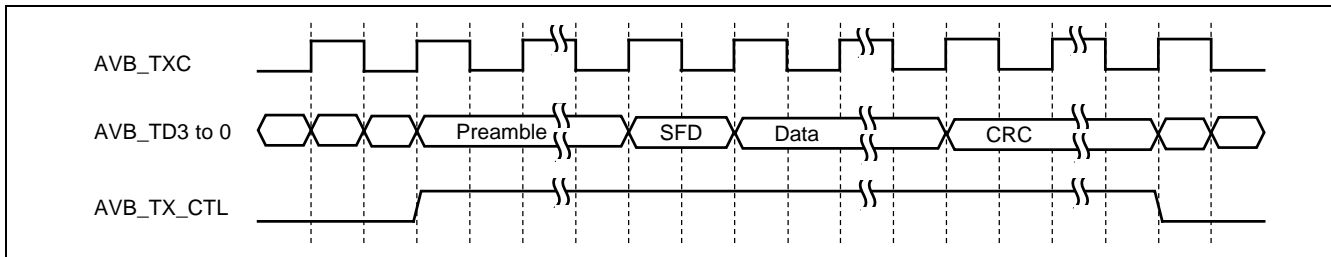 AVB_TXC
AVB_TD3 to 0
Preamble
SFD
Data
CRC
AVB_TX_CTL